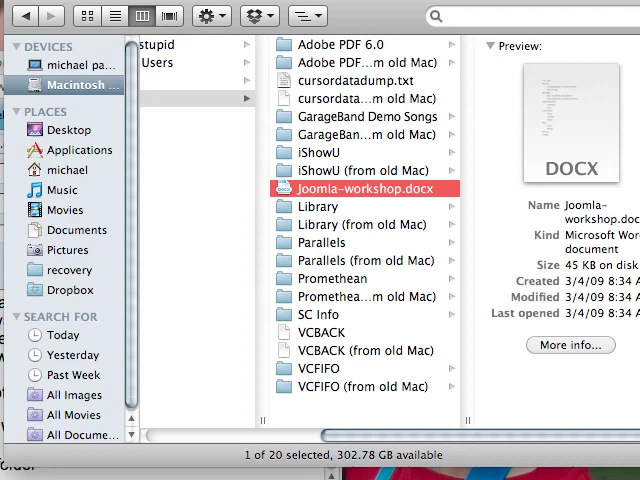 DEVICES
michael pa...
Macintosh ...
PLACES
Desktop
Applications
michael
Music
Movies
Documents
Pictures
recovery
Dropbox
SEARCH FOR
Today
Yesterday
Past Week
All Images
All Movies
All Docume...
stupid
Users
Adobe PDF 6.0
Adobe PDF...m old Mac)
cursordatadump.txt
cursordata....m old Mac)
GarageBand Demo Songs
GarageBan...m old Mac)
iShowU
iShowU (from old Mac)
Joomla-workshop.docx
Library
Library (from old Mac)
Parallels
Parallels (from old Mac)
Promethean
Promethea...m old Mac)
SC Info
VCBACK
VCBACK (from old Mac)
VCFIFO
VCFIFO (from old Mac)
Preview:
DOCX
Name Joomla-
workshop.doc
Kind Microsoft Wor
document
Size 45 KB on disk
Created 3/4/09 8:34 A
Modified 3/4/09 8:34 A
Last opened 3/4/09 8:34 A
More info...
1 of 20 selected, 302.78 GB available
older